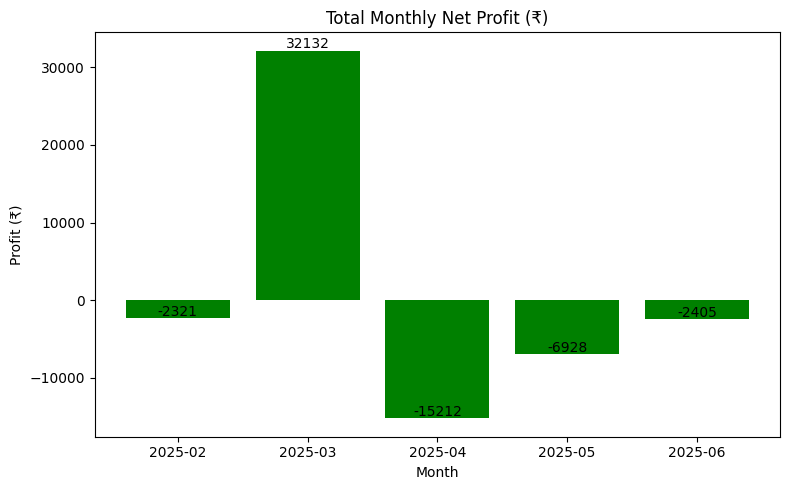 Total Monthly Net Profit (₹)
32132
30000
20000
10000
0
-2321
-2405
-6928
−10000
-15212
Profit (₹)
2025-02 2025-03 2025-04 2025-05 2025-06
Month